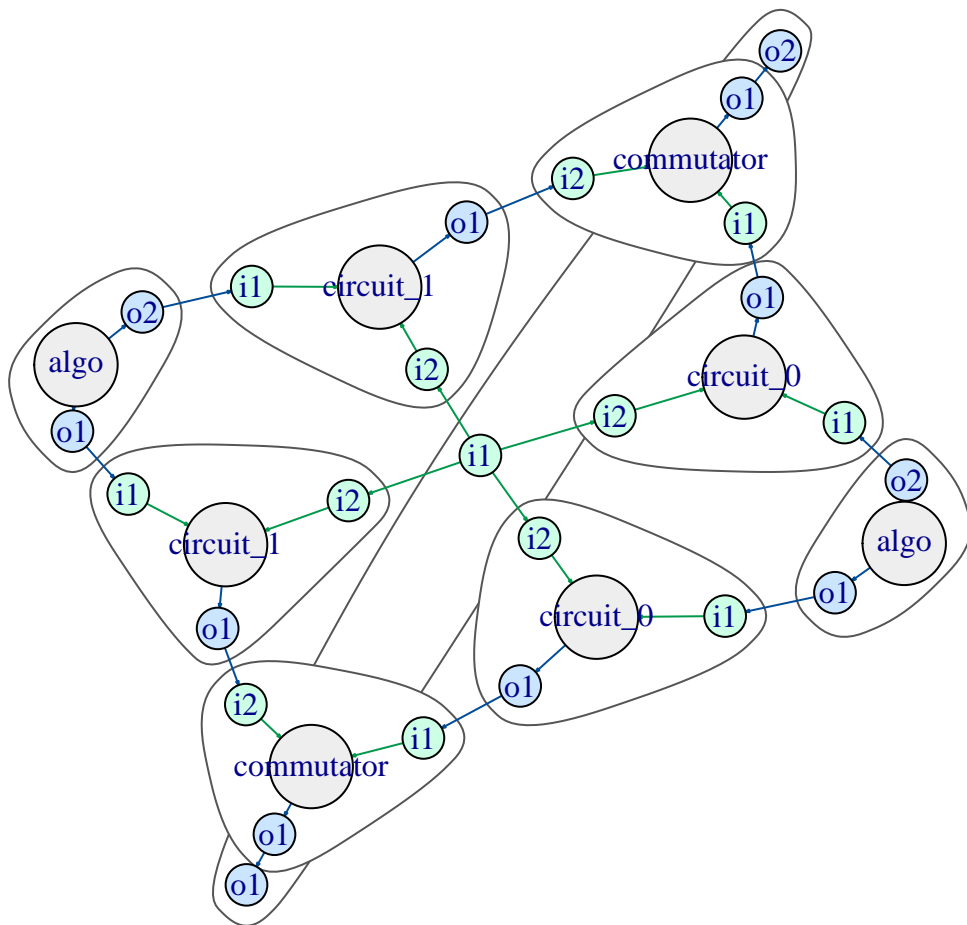 o2
o1
commutator
i2
i1
o1
i1
circuit_1
o2
o1
algo
i2
circuit_0
o1
i2
i1
i1
o2
i1
i2
i2
circuit_1
algo
o1
circuit_0
i1
o1
o1
i2
i1
commutator
o1
o1